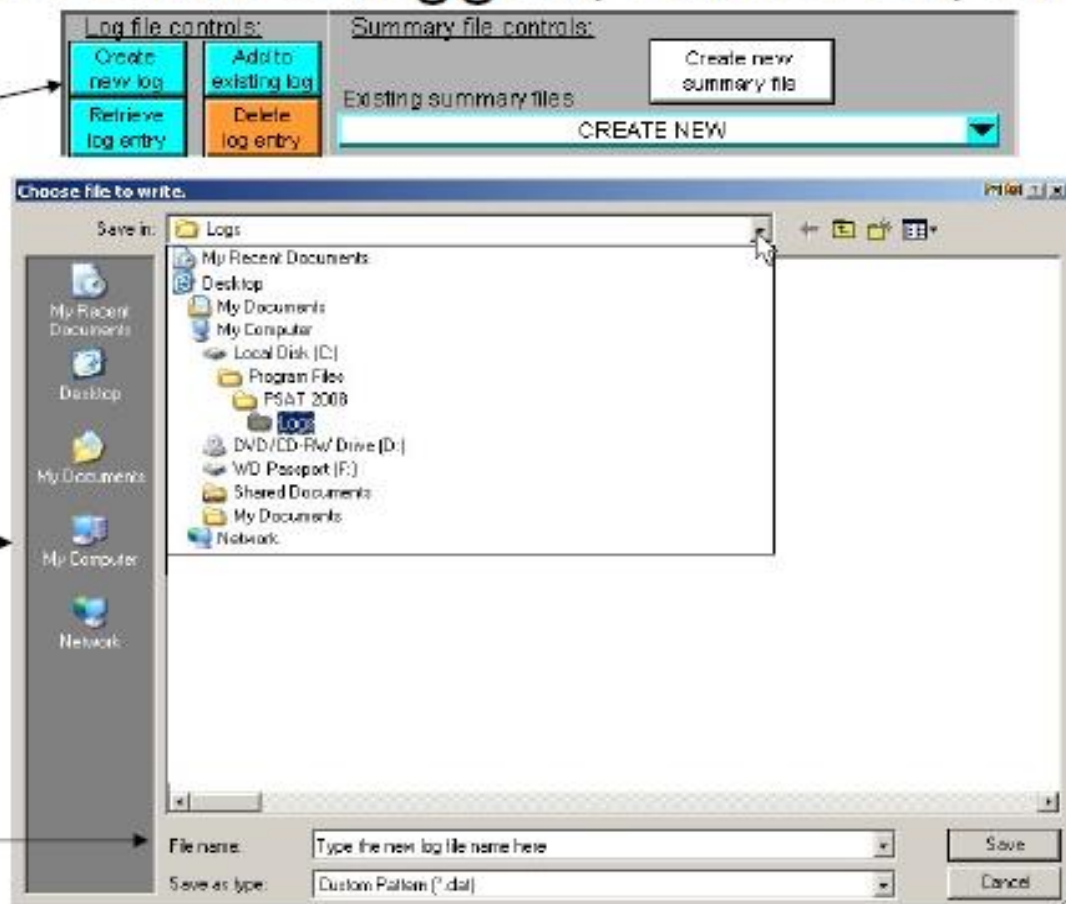 Log file controls:
Summary file controls:
Create
new log
Add to
existing log
Create new
summary file
Retrieve
log entry
Delete
log entry
Existing summary files
CREATE NEW
Choose file to write.
Save in:
Logs
My Recent Documents
Desktop
My Documents
My Computer
Local Disk (C:)
Program Files
PSAT 2008
Logs
DVD/CD-RW Drive (D:)
WD Passport (F:)
Shared Documents
My Documents
Network
My Recent
Documents
Desktop
My Documents
My Computer
Network
File name:
Type the new log file name here
Save
Save as type:
Custom Pattern (*.dat)
Cancel